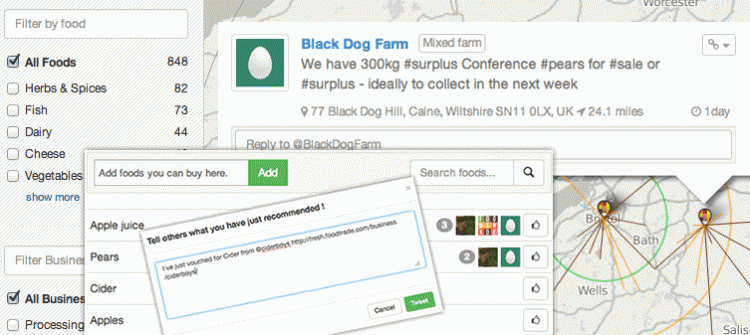 Filter by food
All Foods 848
Herbs & Spices 82
Fish 73
Dairy 44
Cheese
Vegetables
show more
Filter Busine
All Busines
Processing
Worcester
Black Dog Farm Mixed farm
We have 300kg #surplus Conference #pears for #sale or
#surplus - ideally to collect in the next week
77 Black Dog Hill, Calne, Wiltshire SN11 0LX, UK 24.1 miles 1day
Reply to @BlackDogFarm
Add foods you can buy here. Add Search foods...
Apple juice 3
Pears 2
Cider
Apples
Tell others what you have just recommended !
×
I've just vouched for Cider from @ciderboys http://fresh.foodtrade.com/business
/ciderboys
Cancel Tweet
Bristol
Bath
Wells
Salis